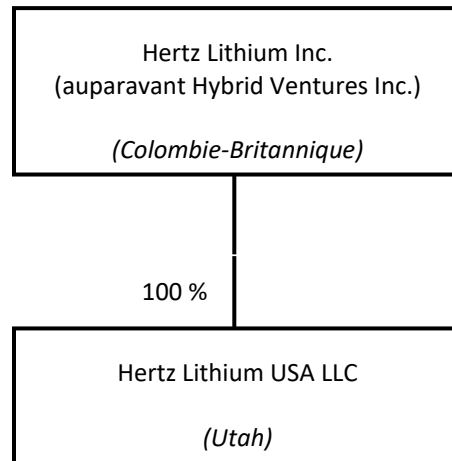 Hertz Lithium Inc.
(auparavant Hybrid Ventures Inc.)
(Colombie-Britannique)
100 %
Hertz Lithium USA LLC
(Utah)